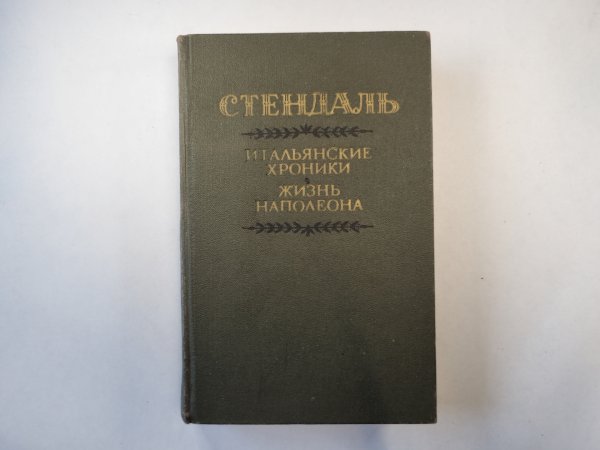 СТЕНДАЛЬ
ИТАЛЬЯНСКИЕ
ХРОНИКИ
ЖИЗНЬ
НАПОЛЕОНА